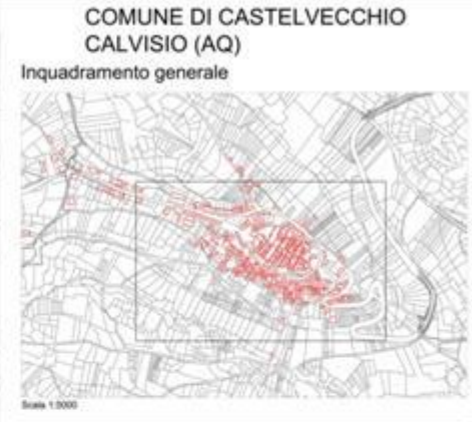 COMUNE DI CASTELVECCHIO
CALVISIO (AQ)
Inquadramento generale
Scala 1:5000